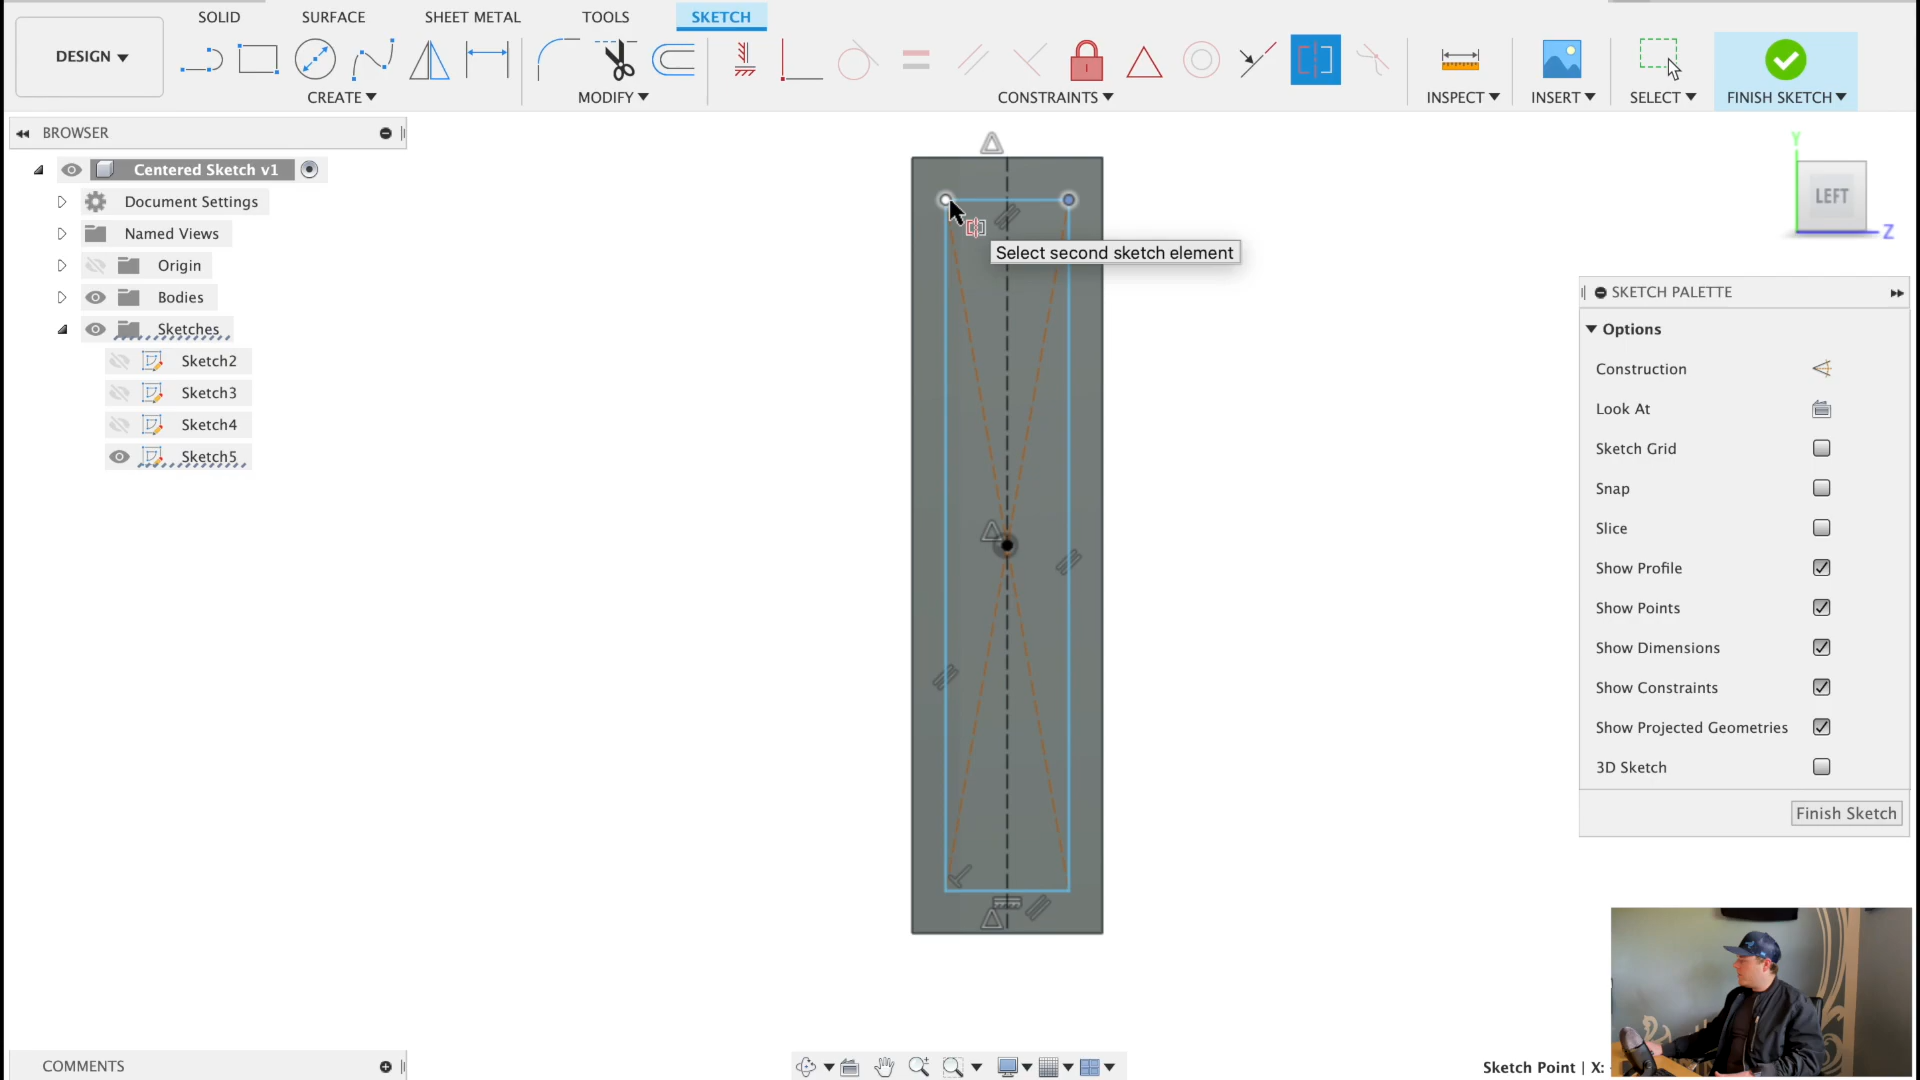 SOLID SURFACE SHEET METAL TOOLS SKETCH
DESIGN ▾
CREATE ▾ MODIFY ▾ CONSTRAINTS ▾ INSPECT ▾ INSERT ▾ SELECT ▾ FINISH SKETCH ▾
BROWSER
Centered Sketch v1
Document Settings
Named Views
Origin
Bodies
Sketches
Sketch2
Sketch3
Sketch4
Sketch5
Select second sketch element
Y
LEFT
Z
SKETCH PALETTE
Options
Construction
Look At
Sketch Grid
Snap
Slice
Show Profile
Show Points
Show Dimensions
Show Constraints
Show Projected Geometries
3D Sketch
Finish Sketch
COMMENTS
Sketch Point | X: